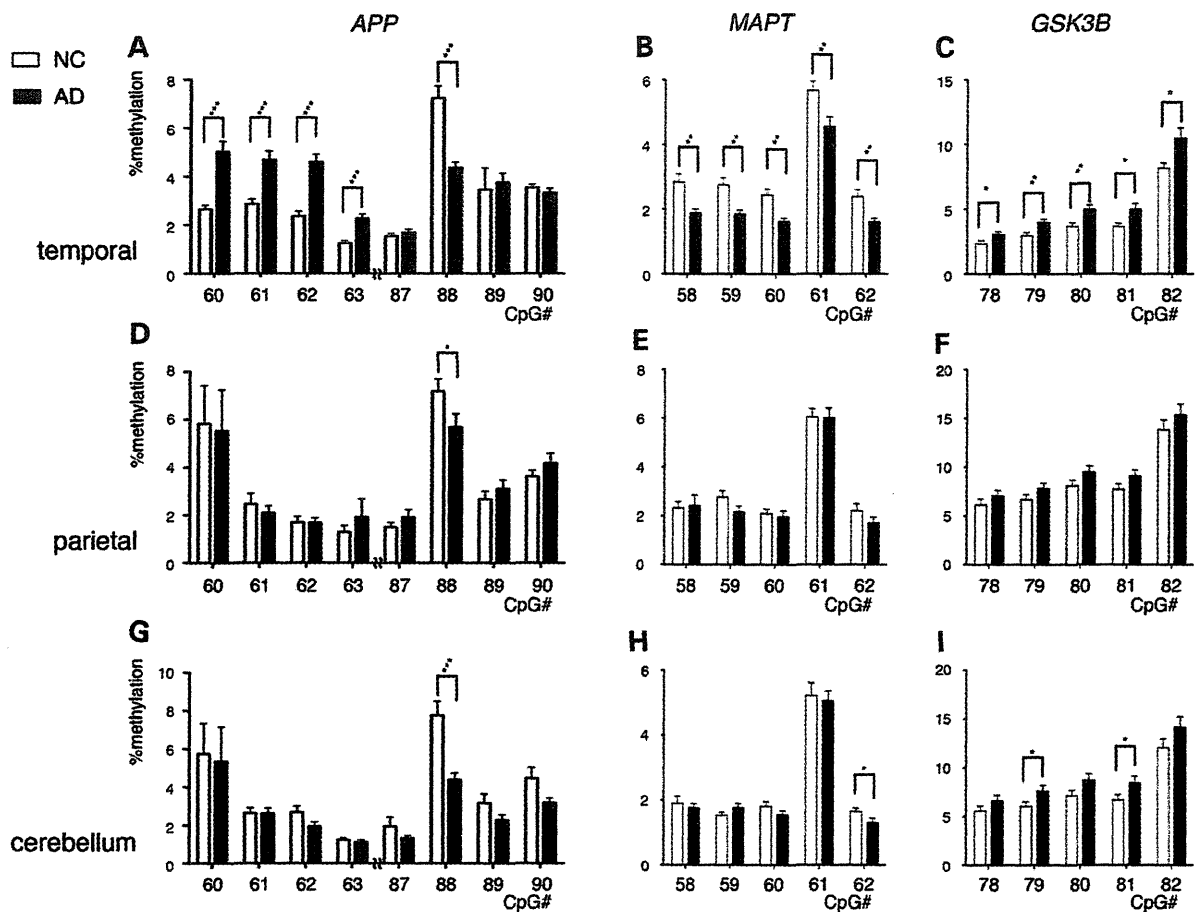 APP MAPT GSK3B
NC
AD
A B C
%methylation
8 6 4 2 0
6 4 2 0
15 10 5 0
temporal
60 61 62 63 87 88 89 90
58 59 60 61 62
78 79 80 81 82
CpG# CpG# CpG#
D E F
%methylation
8 6 4 2 0
8 6 4 2 0
20 15 10 5 0
parietal
60 61 62 63 87 88 89 90
58 59 60 61 62
78 79 80 81 82
CpG# CpG# CpG#
G H I
%methylation
10 8 6 4 2 0
6 4 2 0
20 15 10 5 0
cerebellum
60 61 62 63 87 88 89 90
58 59 60 61 62
78 79 80 81 82
CpG# CpG# CpG#